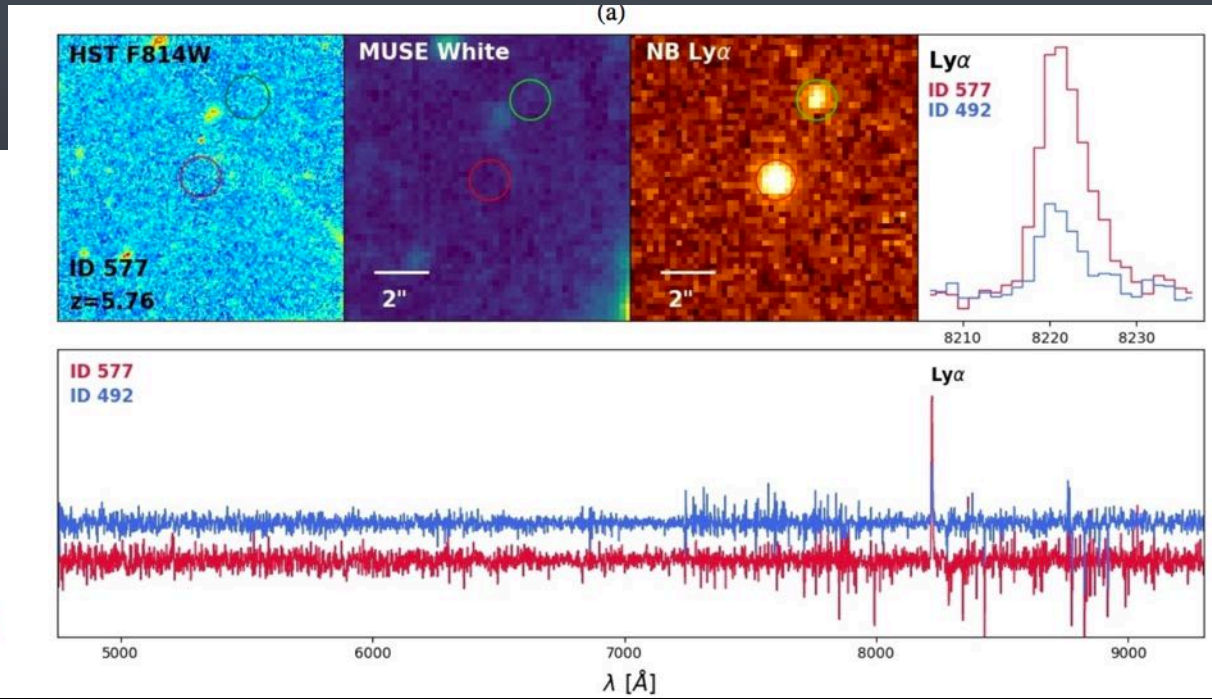 (a)
HST F814W
ID 577
z=5.76
MUSE White
2"
NB Lyα
2"
Lyα
ID 577
ID 492
8210 8220 8230
ID 577
ID 492
Lyα
5000 6000 7000 8000 9000
λ [Å]